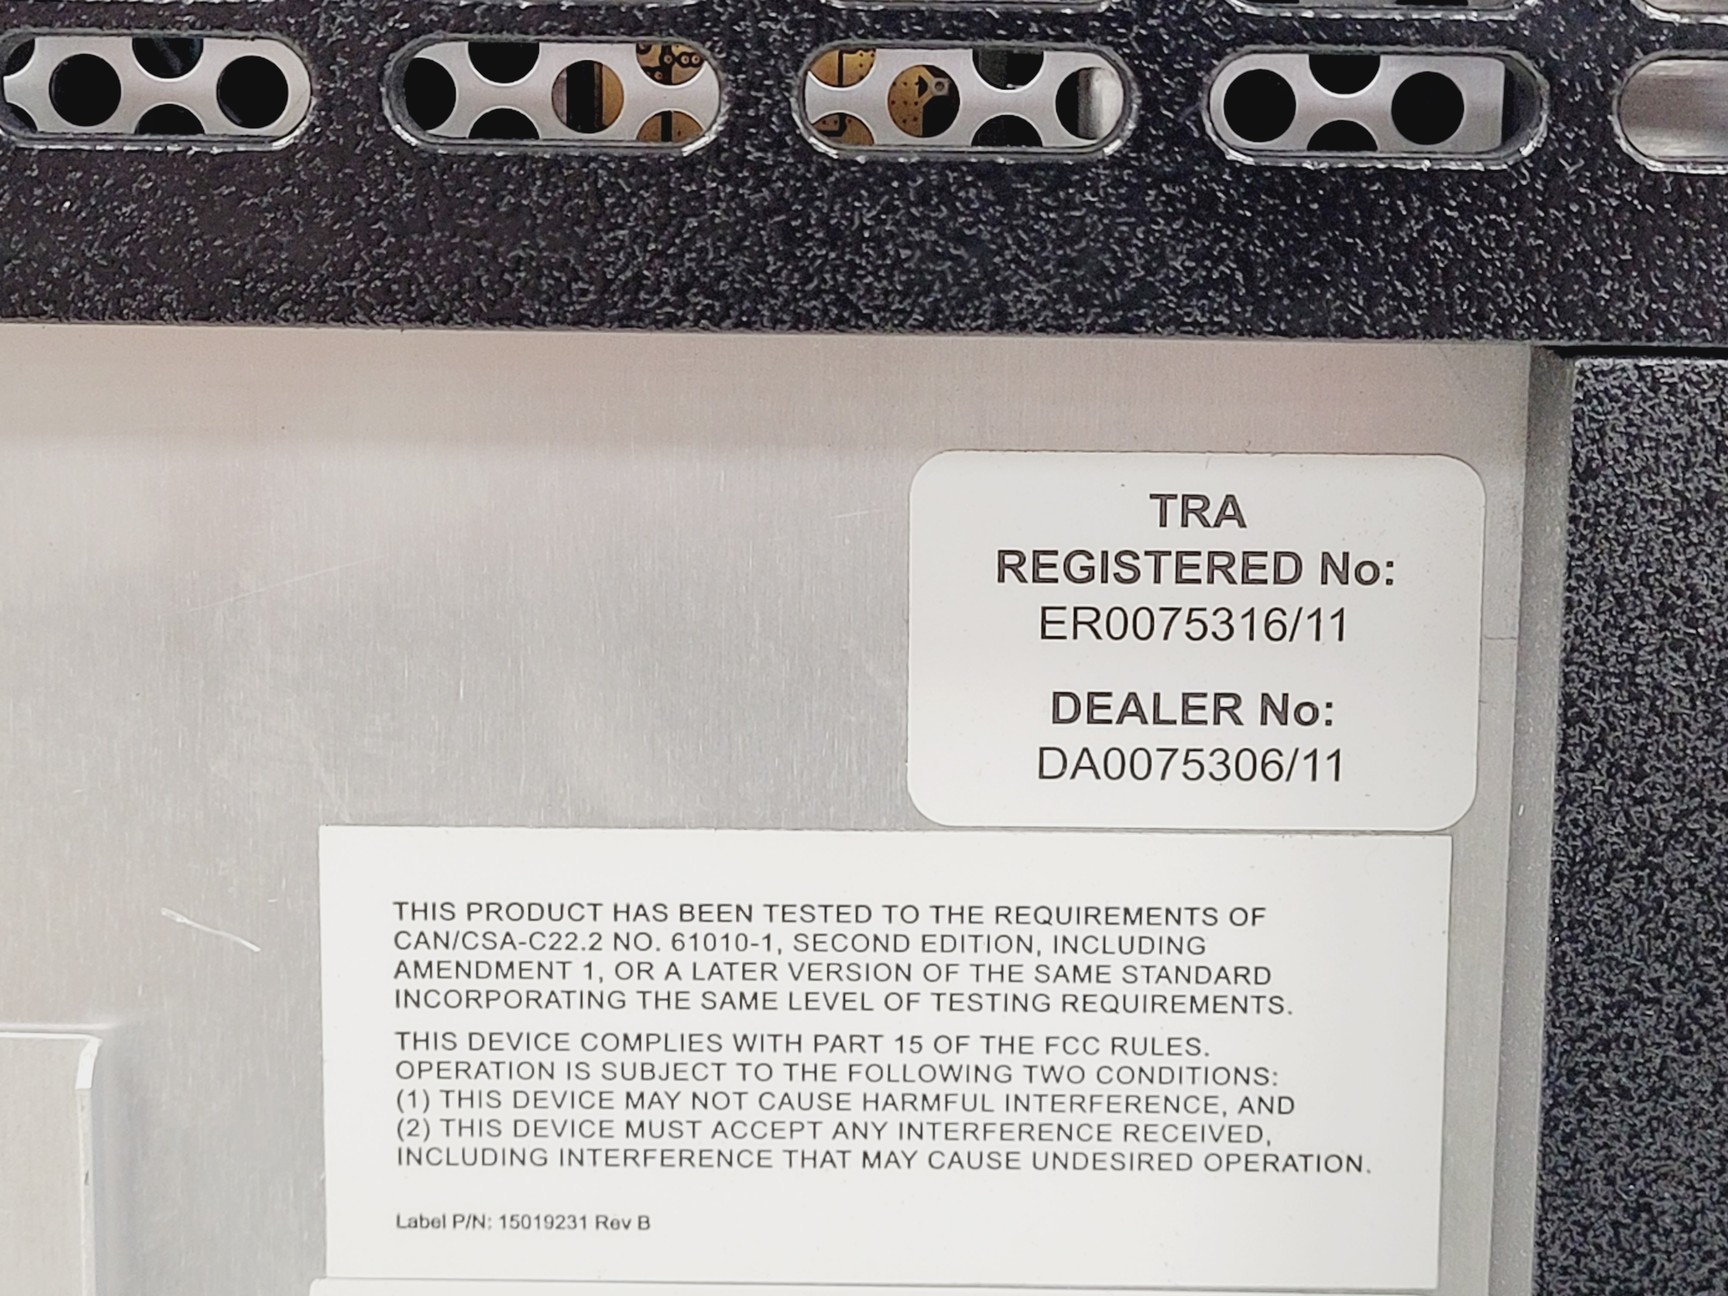 TRA
REGISTERED No:
ER0075316/11
DEALER No:
DA0075306/11
THIS PRODUCT HAS BEEN TESTED TO THE REQUIREMENTS OF
CAN/CSA-C22.2 NO. 61010-1, SECOND EDITION, INCLUDING
AMENDMENT 1, OR A LATER VERSION OF THE SAME STANDARD
INCORPORATING THE SAME LEVEL OF TESTING REQUIREMENTS.
THIS DEVICE COMPLIES WITH PART 15 OF THE FCC RULES.
OPERATION IS SUBJECT TO THE FOLLOWING TWO CONDITIONS:
(1) THIS DEVICE MAY NOT CAUSE HARMFUL INTERFERENCE, AND
(2) THIS DEVICE MUST ACCEPT ANY INTERFERENCE RECEIVED,
INCLUDING INTERFERENCE THAT MAY CAUSE UNDESIRED OPERATION.
Label P/N: 15019231 Rev B